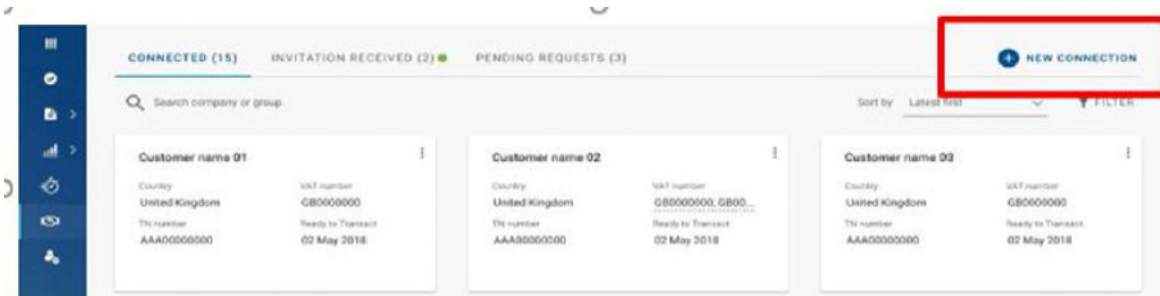 CONNECTED (15) INVITATION RECEIVED (2) PENDING REQUESTS (3) NEW CONNECTION
Search company or group Sort by Latest first FILTER
Customer name 01
Country VAT number
United Kingdom GB0000000
TN number Ready to Transact
AAA00000000 02 May 2018
Customer name 02
Country VAT number
United Kingdom GB0000000, GB00...
TN number Ready to Transact
AAA00000000 02 May 2018
Customer name 03
Country VAT number
United Kingdom GB0000000
TN number Ready to Transact
AAA00000000 02 May 2018